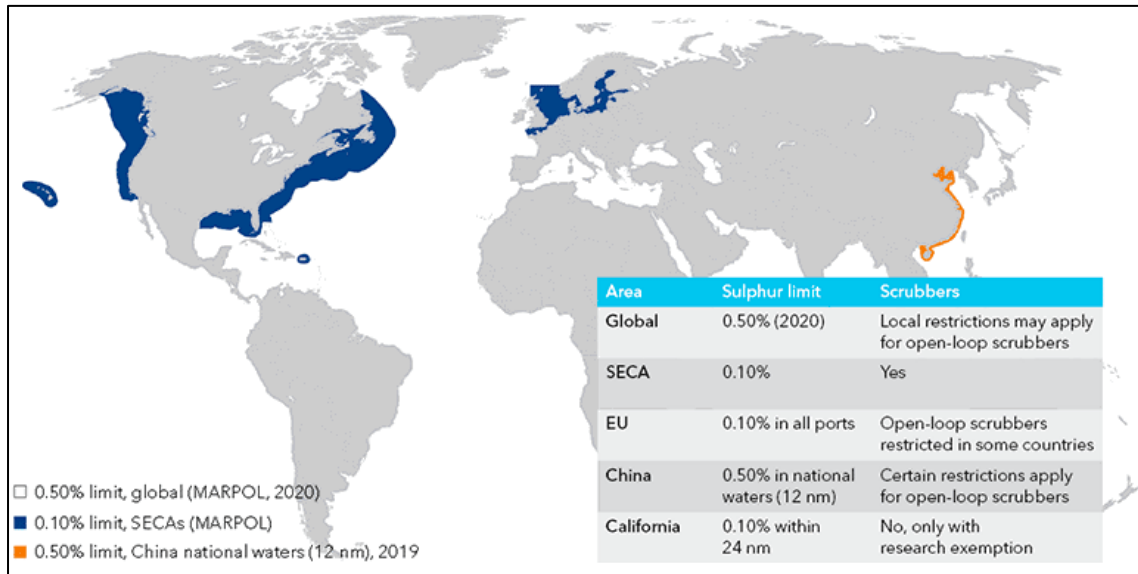 Area Sulphur limit Scrubbers
Global 0.50% (2020) Local restrictions may apply
for open-loop scrubbers
SECA 0.10% Yes
EU 0.10% in all ports Open-loop scrubbers
restricted in some countries
China 0.50% in national Certain restrictions apply
waters (12 nm) for open-loop scrubbers
California 0.10% within No, only with
24 nm research exemption
0.50% limit, global (MARPOL, 2020)
0.10% limit, SECAs (MARPOL)
0.50% limit, China national waters (12 nm), 2019